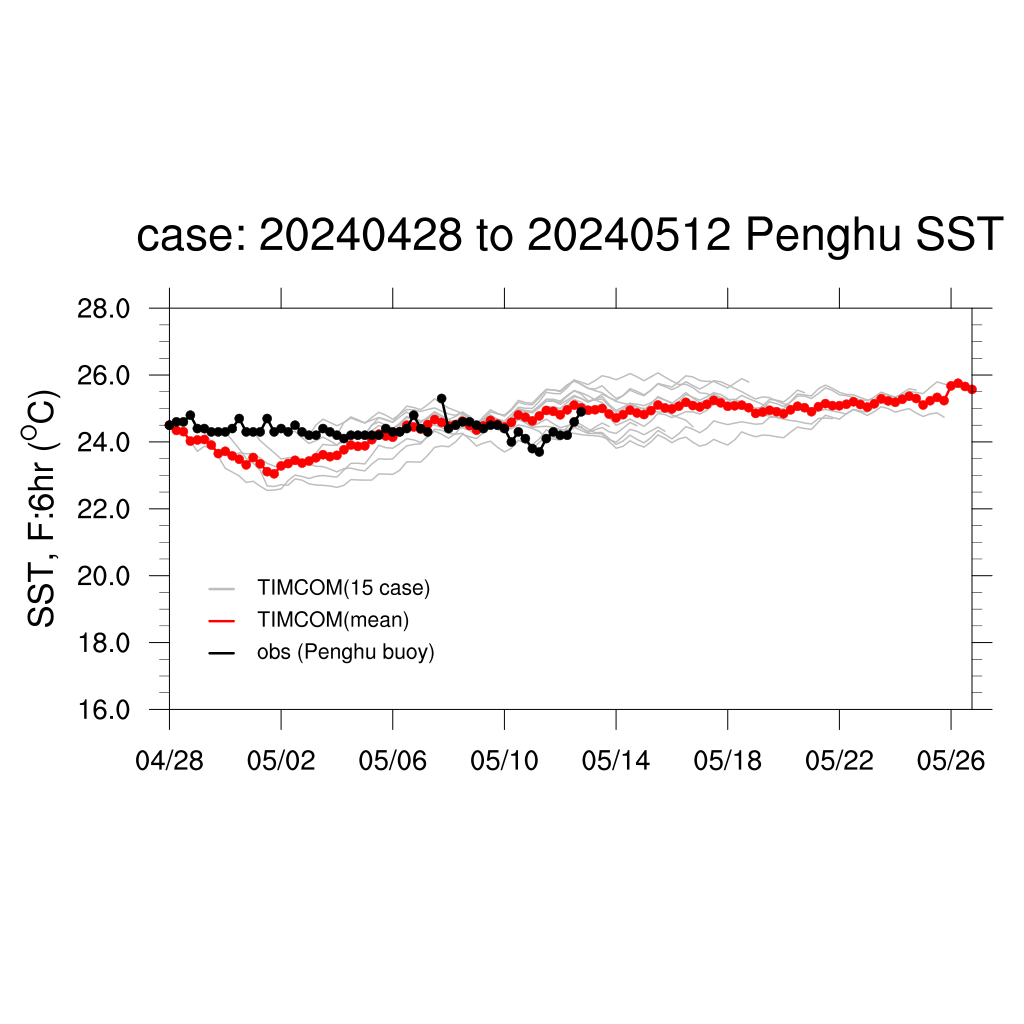 case: 20240428 to 20240512 Penghu SST
28.0
26.0
24.0
22.0
20.0
18.0
16.0
SST, F:6hr (°C)
TIMCOM(15 case)
TIMCOM(mean)
obs (Penghu buoy)
04/28 05/02 05/06 05/10 05/14 05/18 05/22 05/26